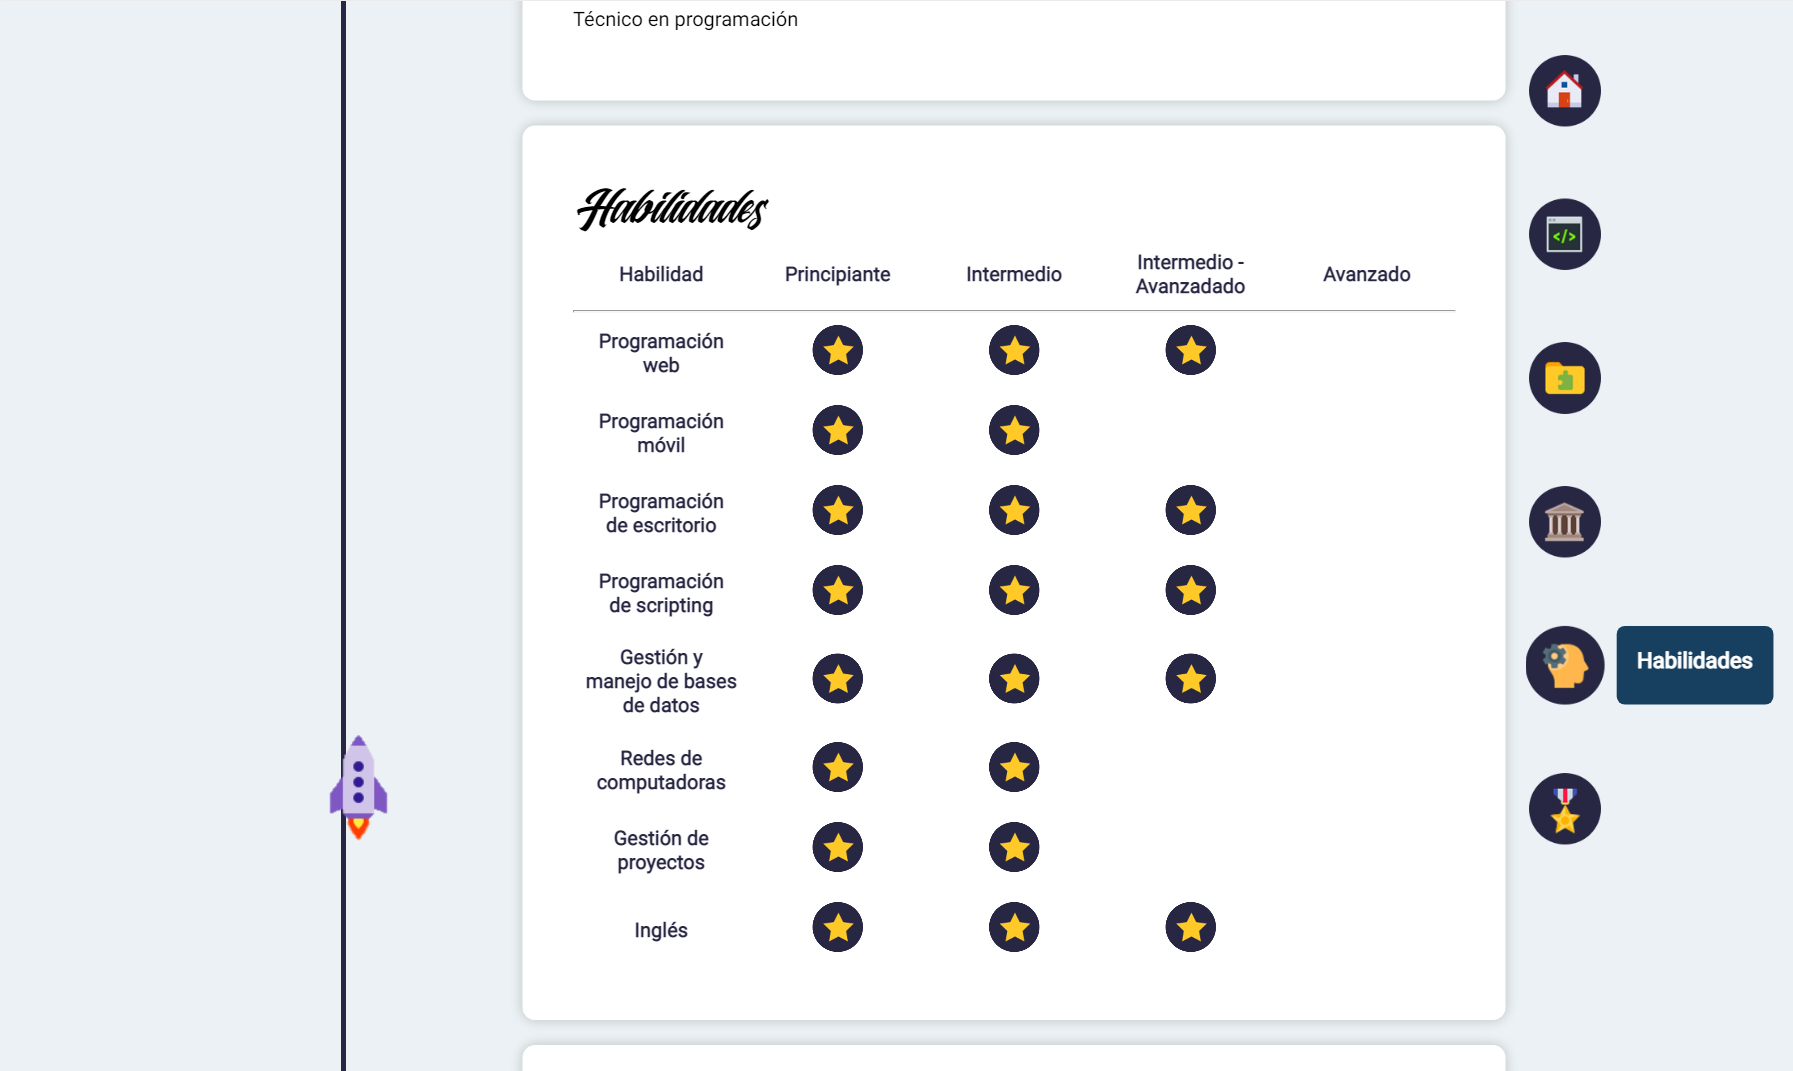 Técnico en programación
Habilidades
Habilidad
Principiante
Intermedio
Intermedio -
Avanzadado
Avanzado
Programación
web
Programación
móvil
Programación
de escritorio
Programación
de scripting
Gestión y
manejo de bases
de datos
Redes de
computadoras
Gestión de
proyectos
Inglés
</>
Habilidades